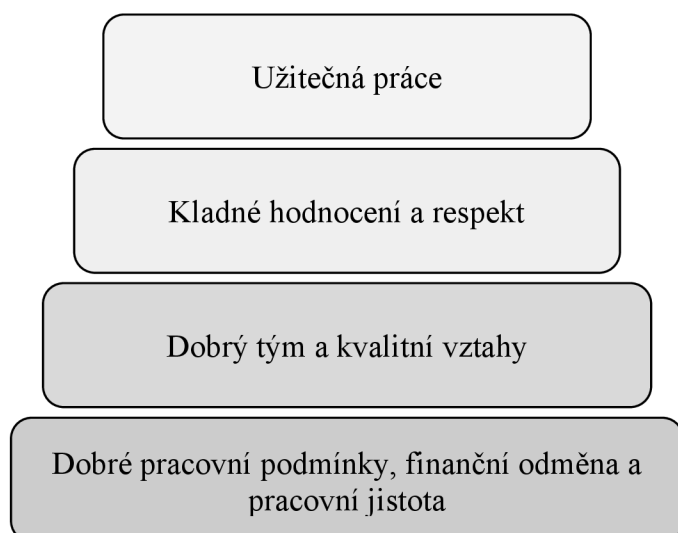 Užitečná práce
Kladné hodnocení a respekt
Dobrý tým a kvalitní vztahy
Dobré pracovní podmínky, finanční odměna a
pracovní jistota